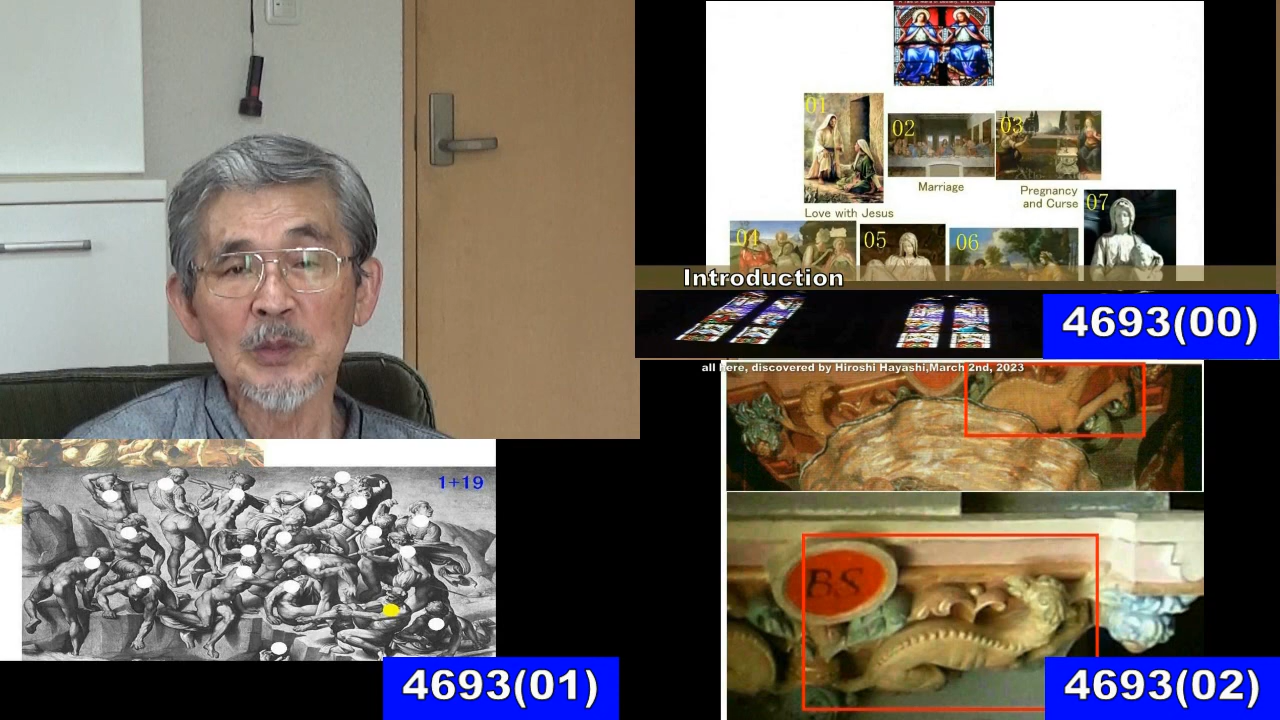 01
02
03
Marriage
Pregnancy
and Curse
Love with Jesus
07
04
05
06
Introduction
4693(00)
all here, discovered by Hiroshi Hayashi,March 2nd, 2023
1+19
B.S
4693(01)
4693(02)